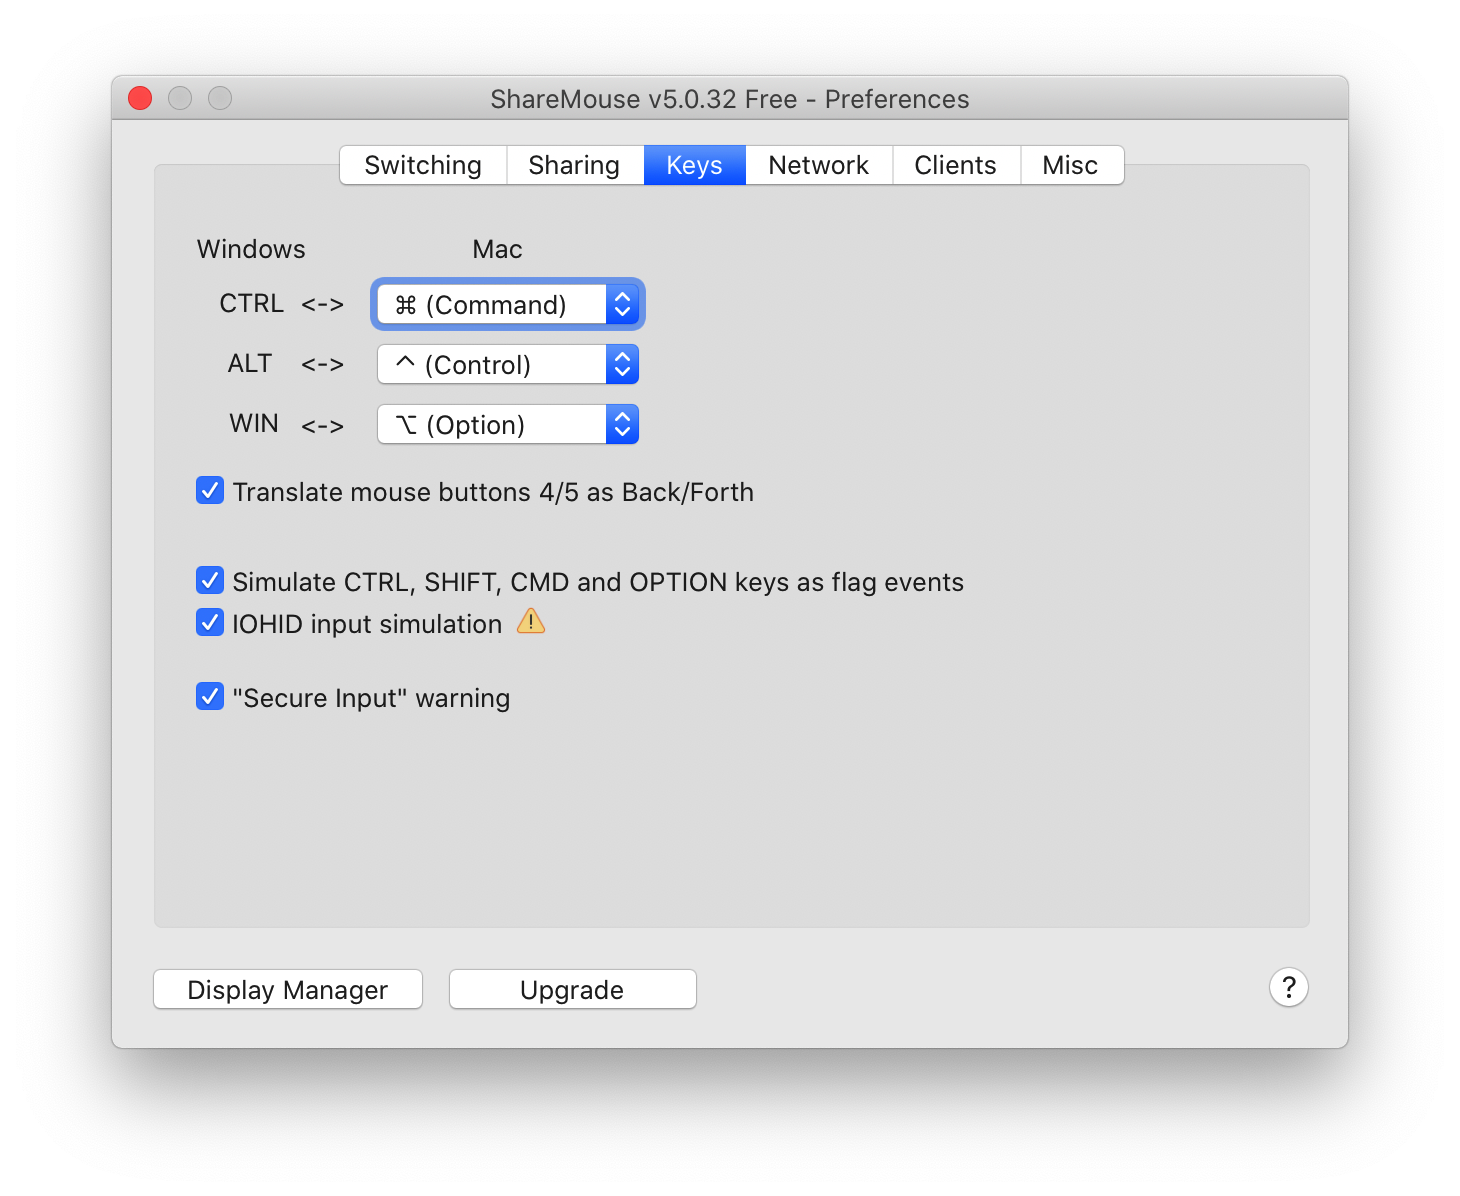 ShareMouse v5.0.32 Free - Preferences
Switching Sharing Keys Network Clients Misc
Windows Mac
CTRL <-> ⌘ (Command)
ALT <-> ^ (Control)
WIN <-> ⌥ (Option)
Translate mouse buttons 4/5 as Back/Forth
Simulate CTRL, SHIFT, CMD and OPTION keys as flag events
IOHID input simulation
"Secure Input" warning
Display Manager Upgrade ?